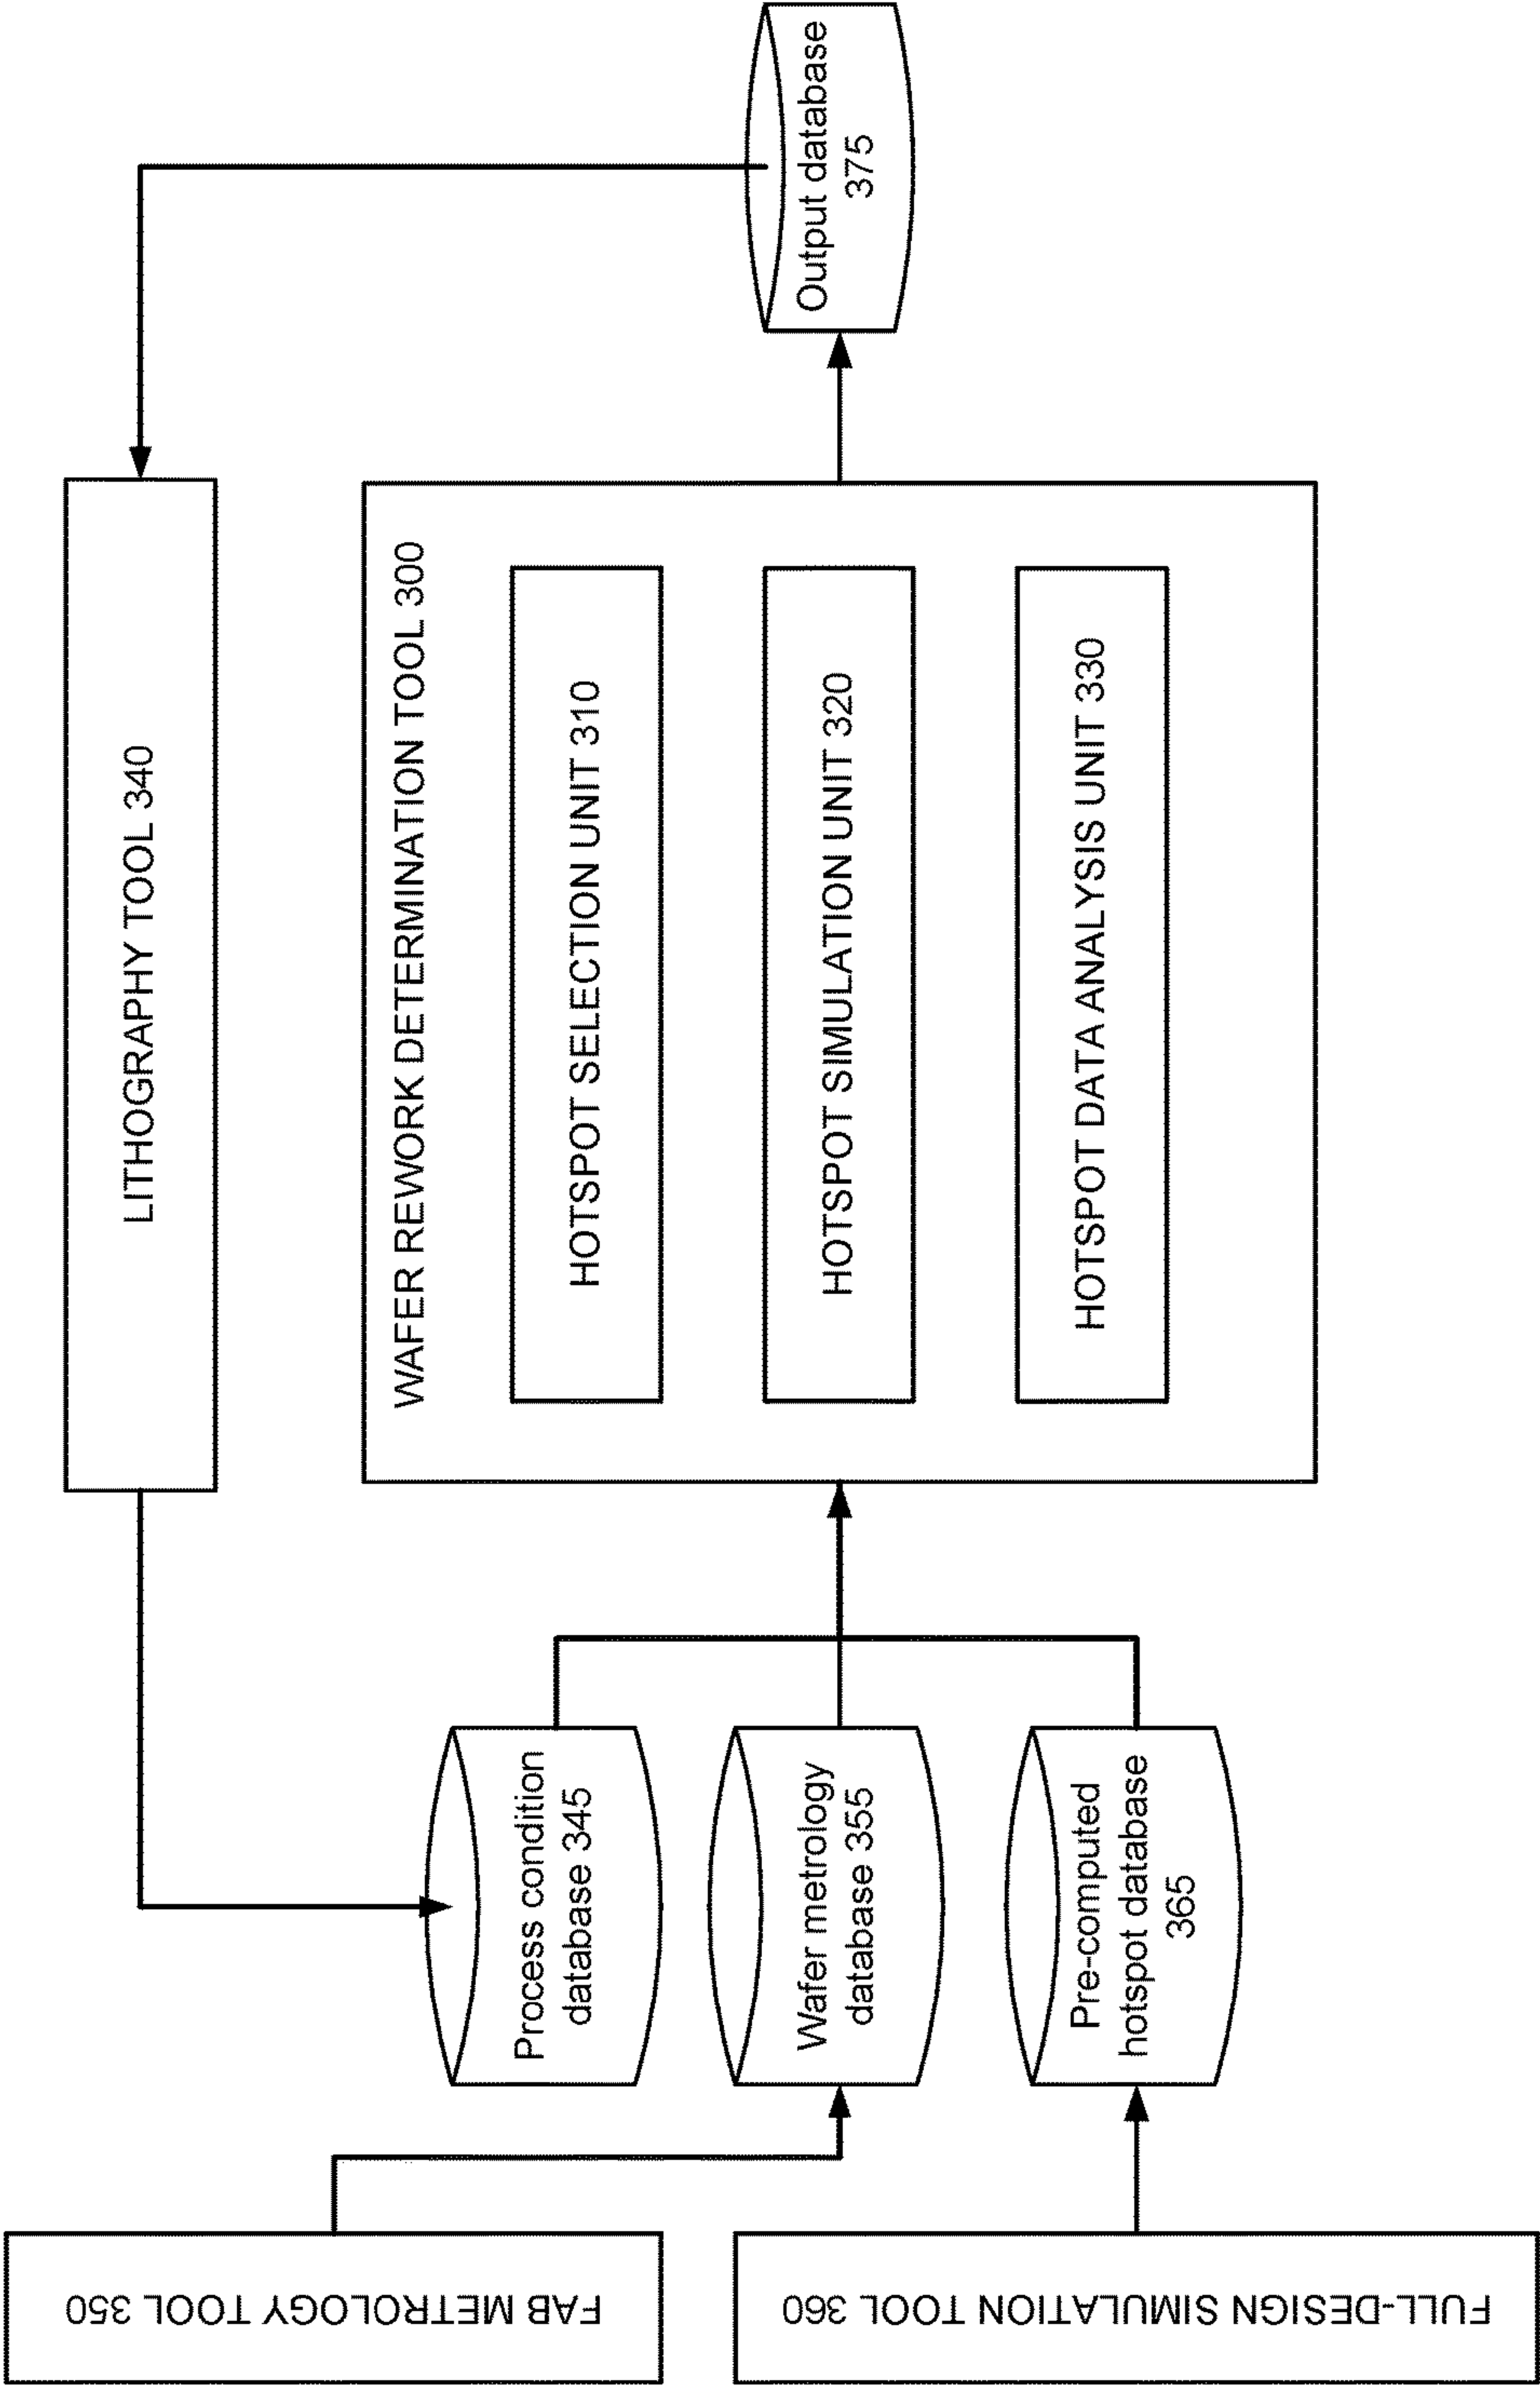 FAB METROLOGY TOOL 350
FULL-DESIGN SIMULATION TOOL 360
Process condition
database 345
Wafer metrology
database 355
Pre-computed
hotspot database
365
LITHOGRAPHY TOOL 340
WAFER REWORK DETERMINATION TOOL 300
HOTSPOT SELECTION UNIT 310
HOTSPOT SIMULATION UNIT 320
HOTSPOT DATA ANALYSIS UNIT 330
Output database
375